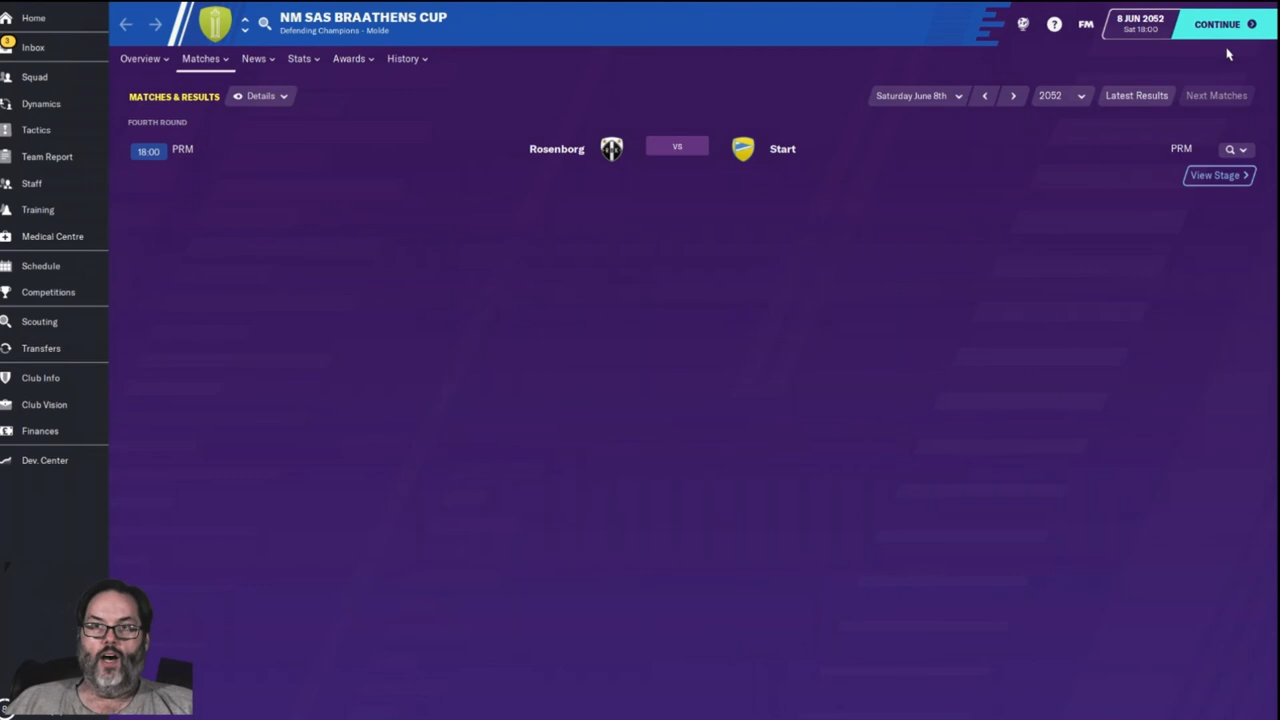 Home
NM SAS BRAATHENS CUP
Defending Champions - Molde
FM
8 JUN 2052
Sat 18:00
CONTINUE
3
Inbox
Overview
Matches
News
Stats
Awards
History
Squad
MATCHES & RESULTS
Details
Saturday June 8th
2052
Latest Results
Next Matches
Dynamics
FOURTH ROUND
Tactics
18:00 PRM
Rosenborg
vs
Start
PRM
Team Report
View Stage
Staff
Training
Medical Centre
Schedule
Competitions
Scouting
Transfers
Club Info
Club Vision
Finances
Dev. Center